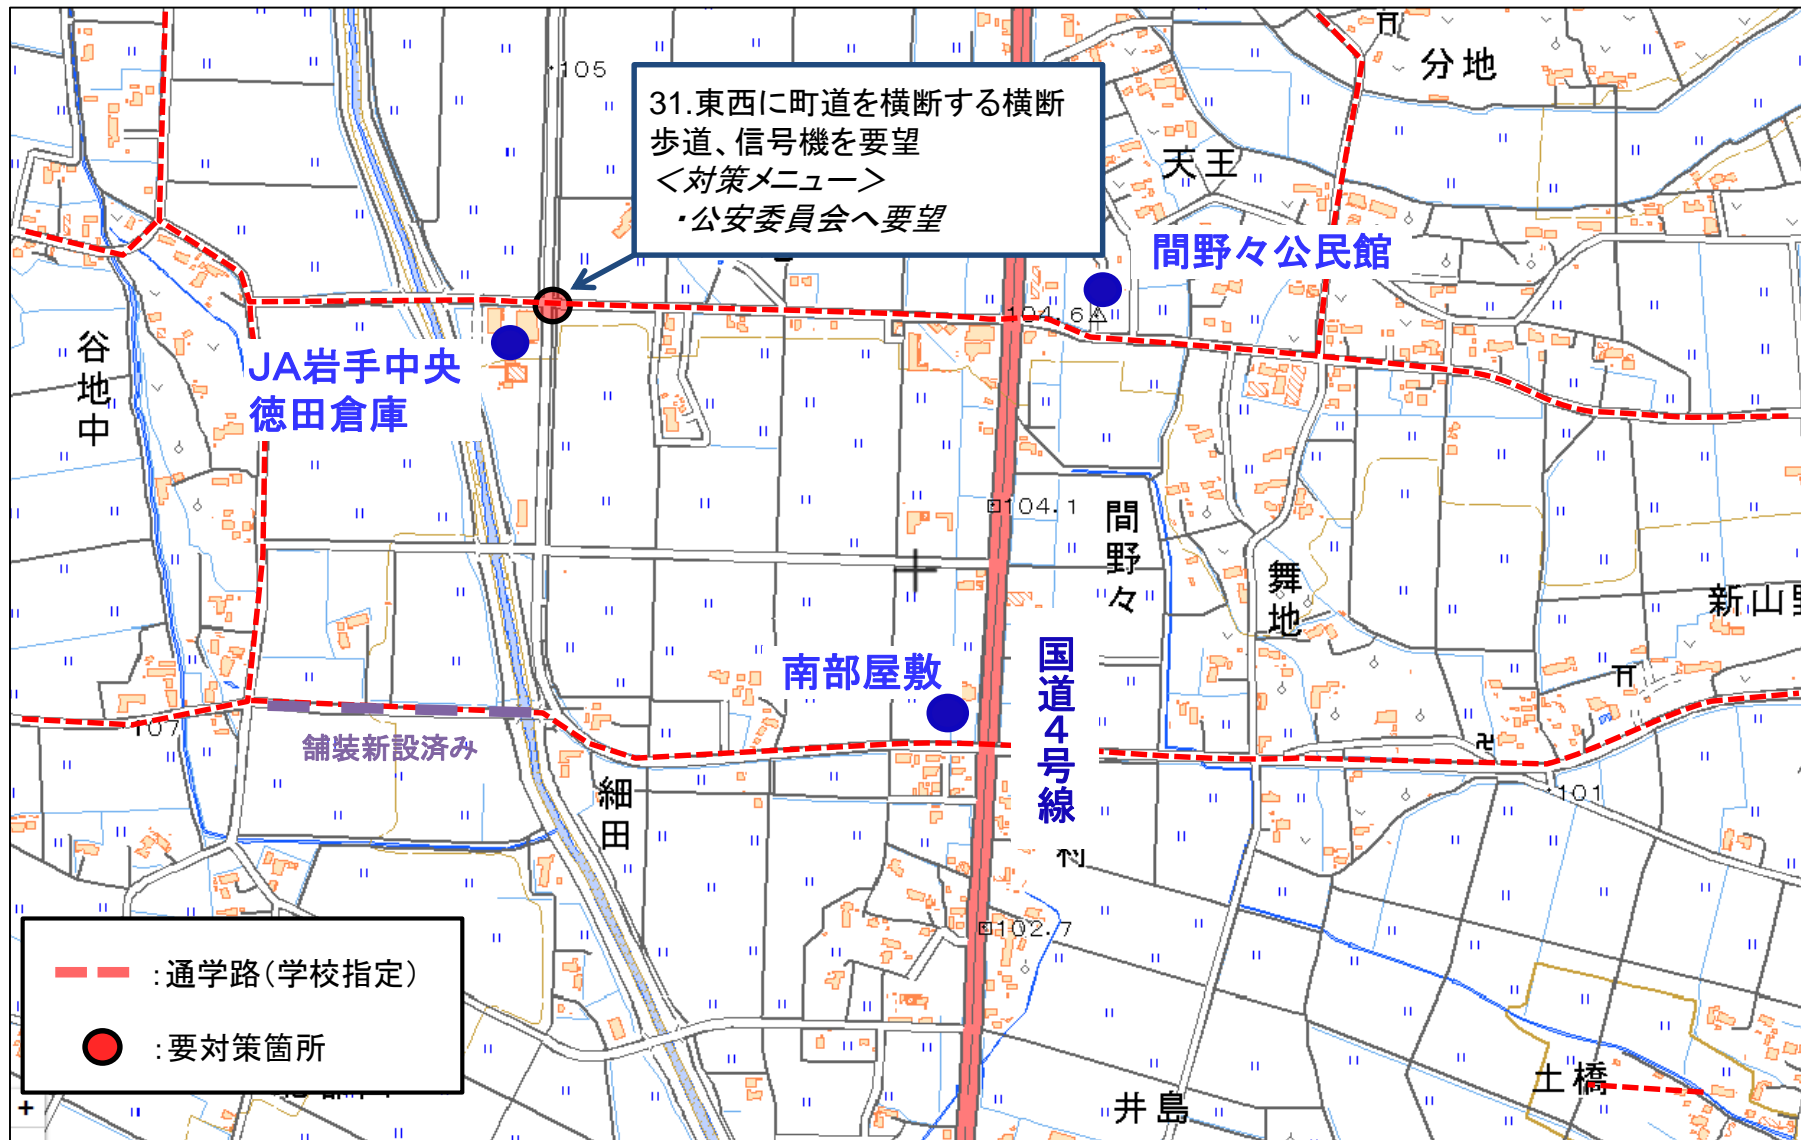 105
31.東西に町道を横断する横断
歩道、信号機を要望
＜対策メニュー＞
・公安委員会へ要望
分地
天王
間野々公民館
104.6
谷地中
JA岩手中央
徳田倉庫
104.1
間野々
舞地
新山
南部屋敷
国道4号線
107
舗装新設済み
細田
101
村
102.7
：通学路（学校指定）
：要対策箇所
土橋
井島